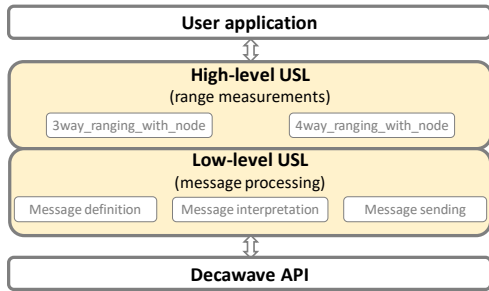 User application
High-level USL
(range measurements)
3way_ranging_with_node 4way_ranging_with_node
Low-level USL
(message processing)
Message definition Message interpretation Message sending
Decawave API